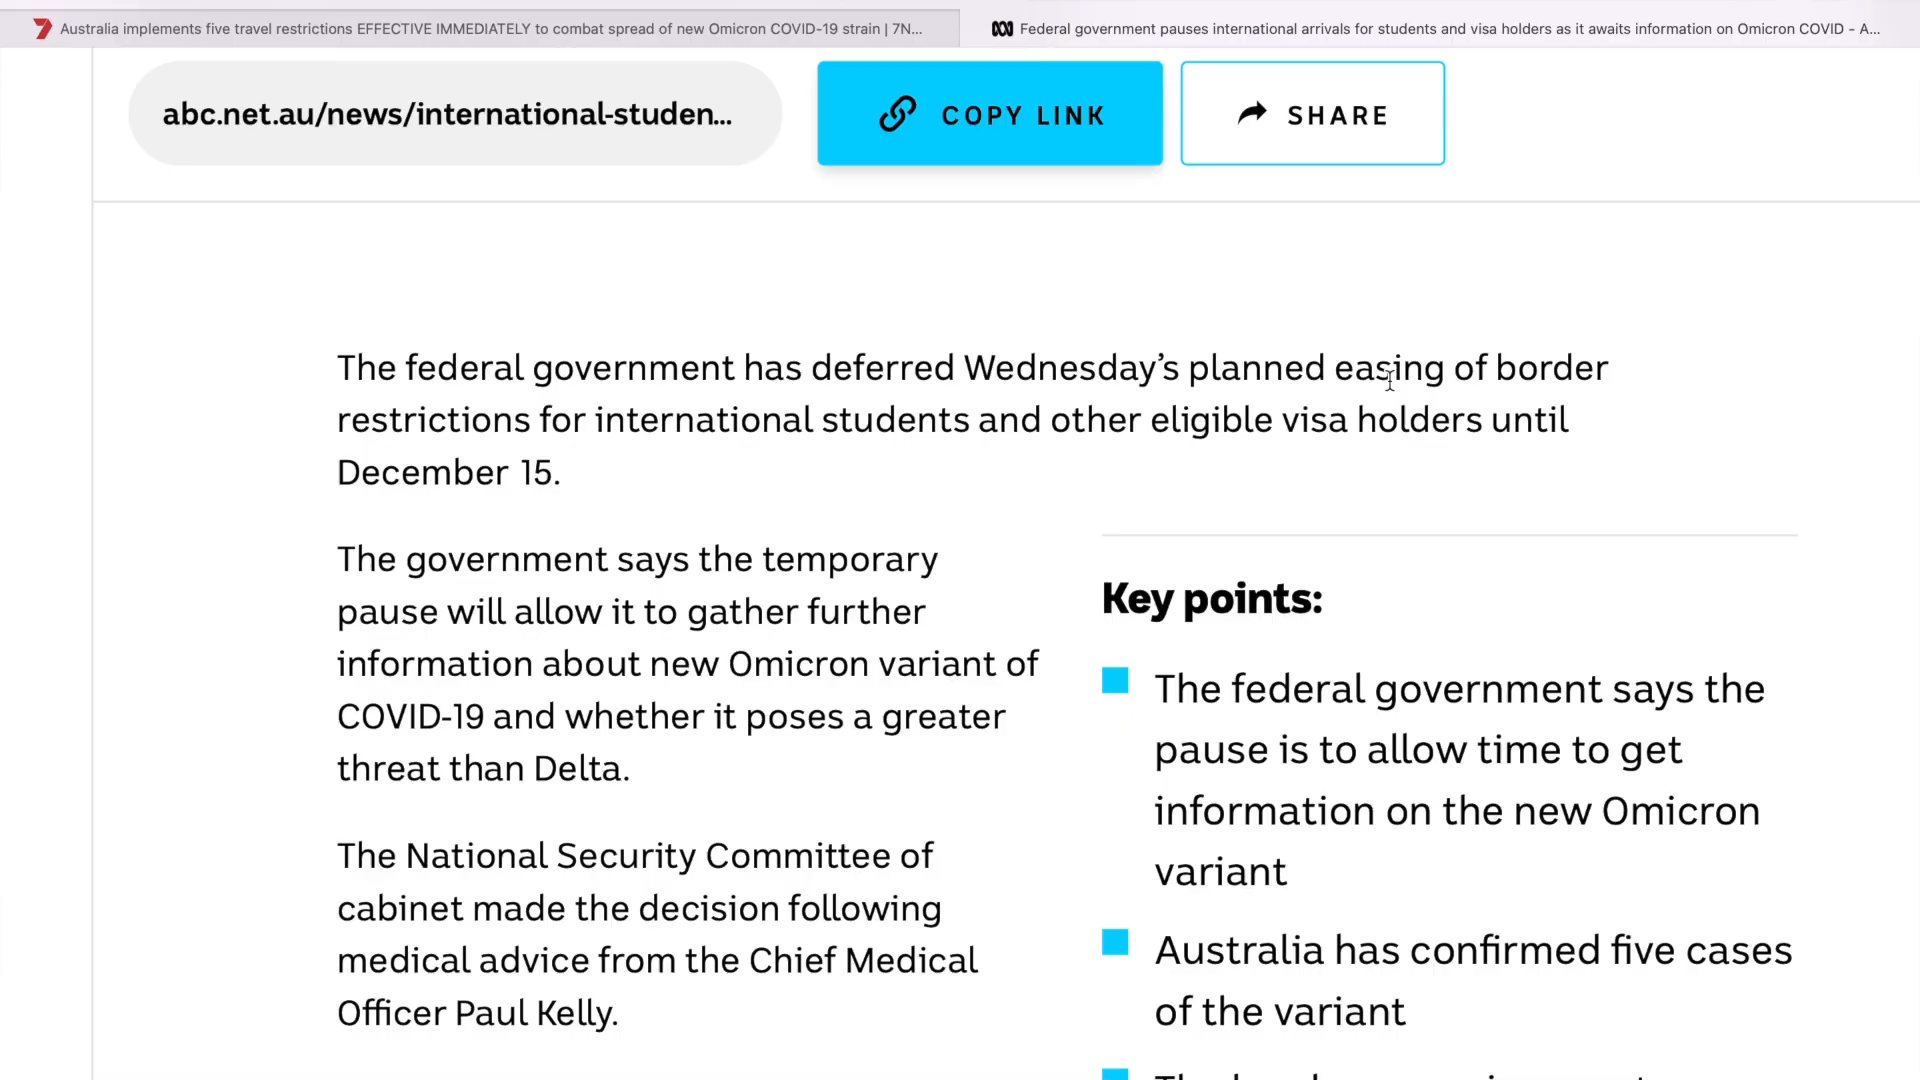 Australia implements five travel restrictions EFFECTIVE IMMEDIATELY to combat spread of new Omicron COVID-19 strain | 7N...
Federal government pauses international arrivals for students and visa holders as it awaits information on Omicron COVID - A...
abc.net.au/news/international-studen...
COPY LINK
SHARE
The federal government has deferred Wednesday’s planned easing of border
restrictions for international students and other eligible visa holders until
December 15.
The government says the temporary
pause will allow it to gather further
information about new Omicron variant of
COVID-19 and whether it poses a greater
threat than Delta.
The National Security Committee of
cabinet made the decision following
medical advice from the Chief Medical
Officer Paul Kelly.
Key points:
The federal government says the
pause is to allow time to get
information on the new Omicron
variant
Australia has confirmed five cases
of the variant